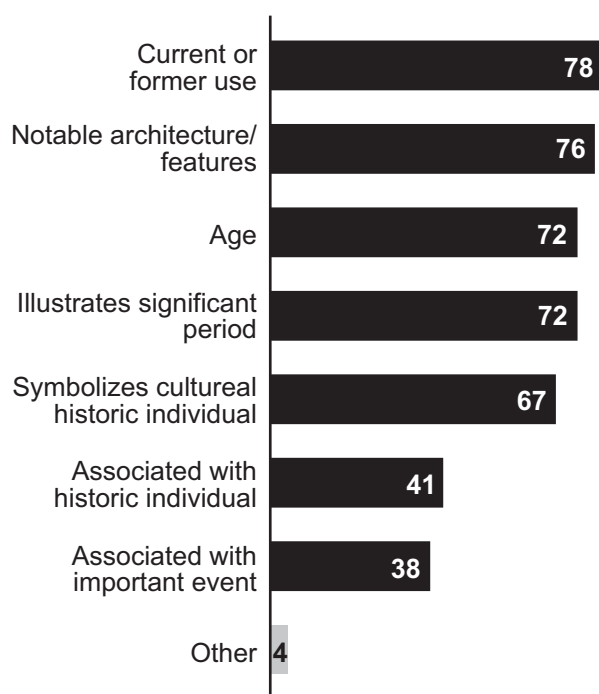 Current or
former use
78
Notable architecture/
features
76
Age
72
Illustrates significant
period
72
Symbolizes cultureal
historic individual
67
Associated with
historic individual
41
Associated with
important event
38
Other
4